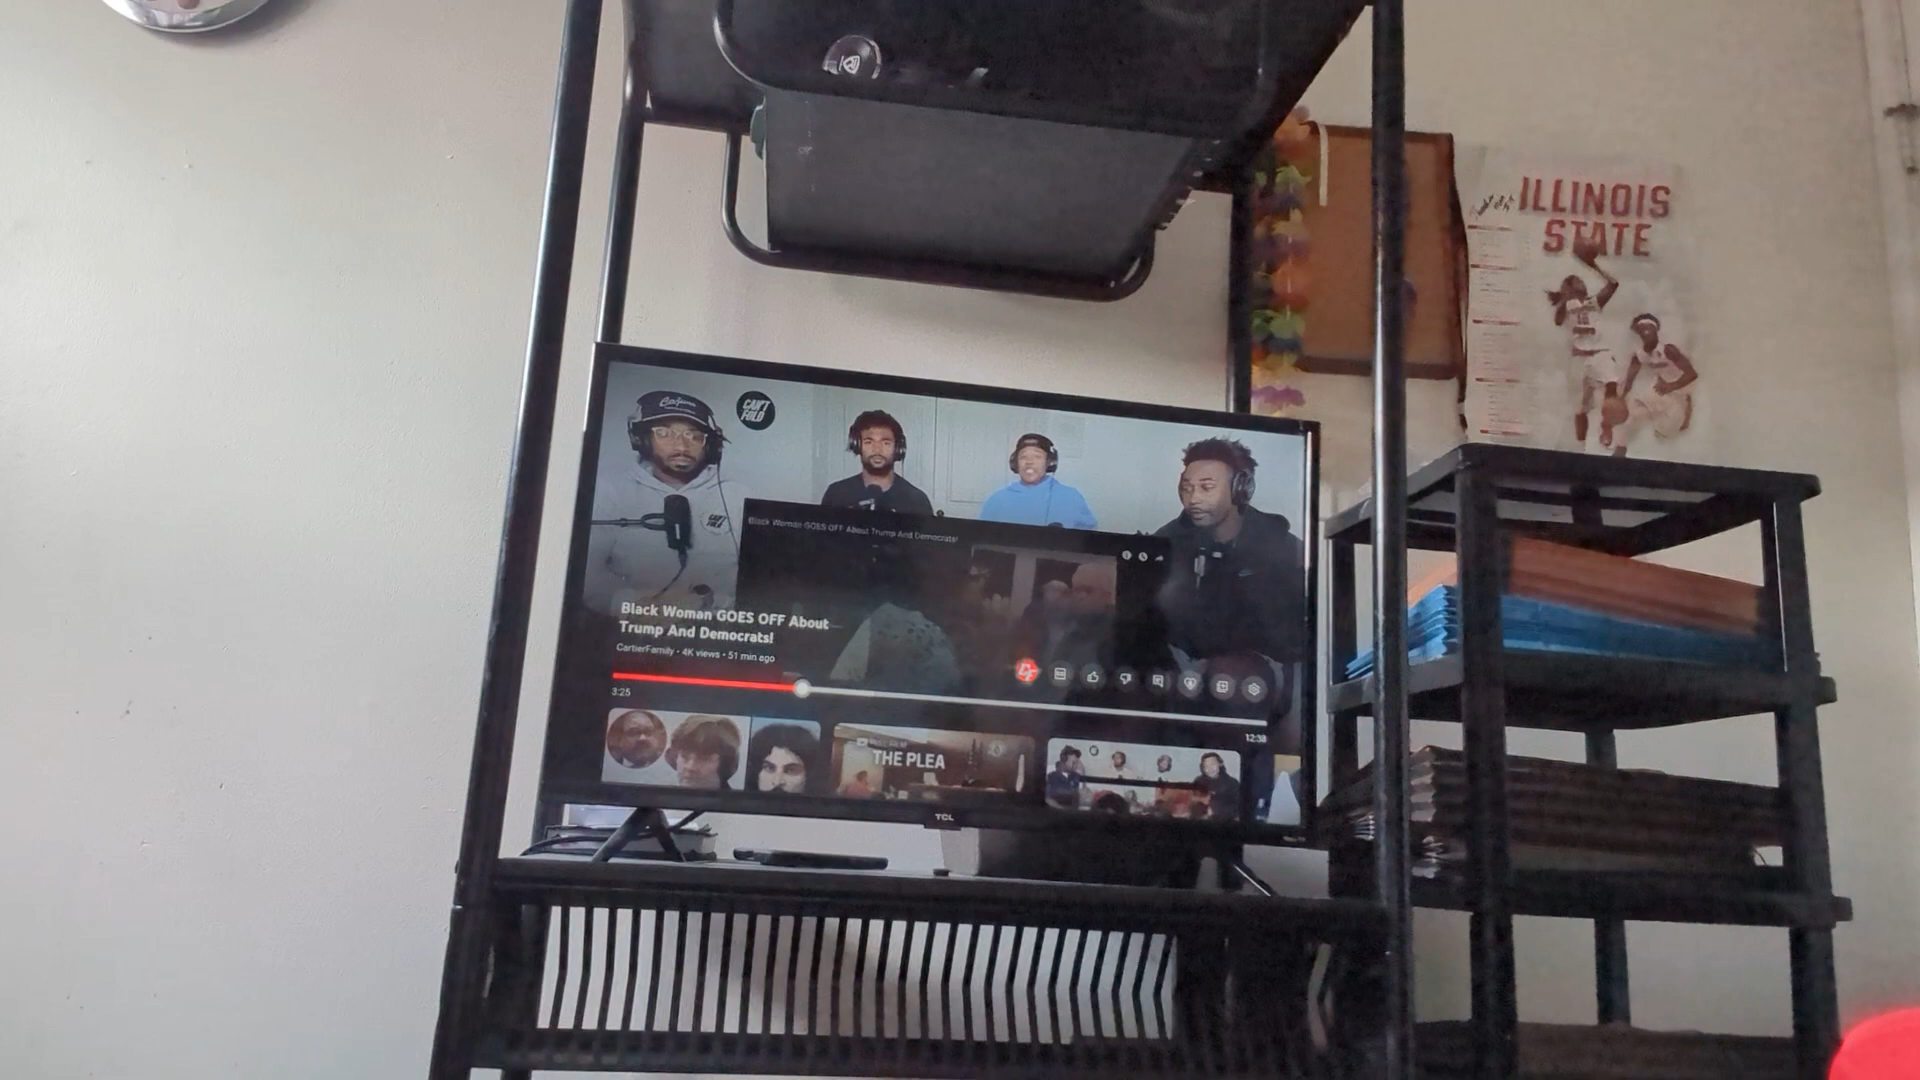 ILLINOIS
STATE
Cajun
CAN'T
FOLD
Black Woman GOES OFF About Trump And Democrats!
Black Woman GOES OFF About
Trump And Democrats!
CartierFamily • 4K views • 51 min ago
3:25
12:38
THE PLEA
TCL